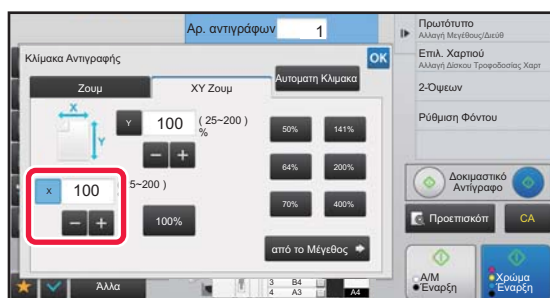 Αρ. αντιγράφων 1
Πρωτότυπο
Αλλαγή Μεγέθους/Διεύθ
Επιλ. Χαρτιού
Αλλαγή Δίσκου Τροφοδοσίας Χαρτ
2-Όψεων
Ρύθμιση Φόντου
Κλίμακα Αντιγραφής
OK
Ζουμ
XY Ζουμ
Αυτοματη Κλιμακα
X
Y
Y 100 ( 25~200 )
%
50% 141%
64% 200%
70% 400%
X 100 5~200 )
100%
από το Μέγεθος
Δοκιμαστικό
Αντίγραφο
Προεπισκόπ
CA
Α/Μ
Έναρξη
Χρώμα
Έναρξη
Άλλα
3 B4
4 A3
A4